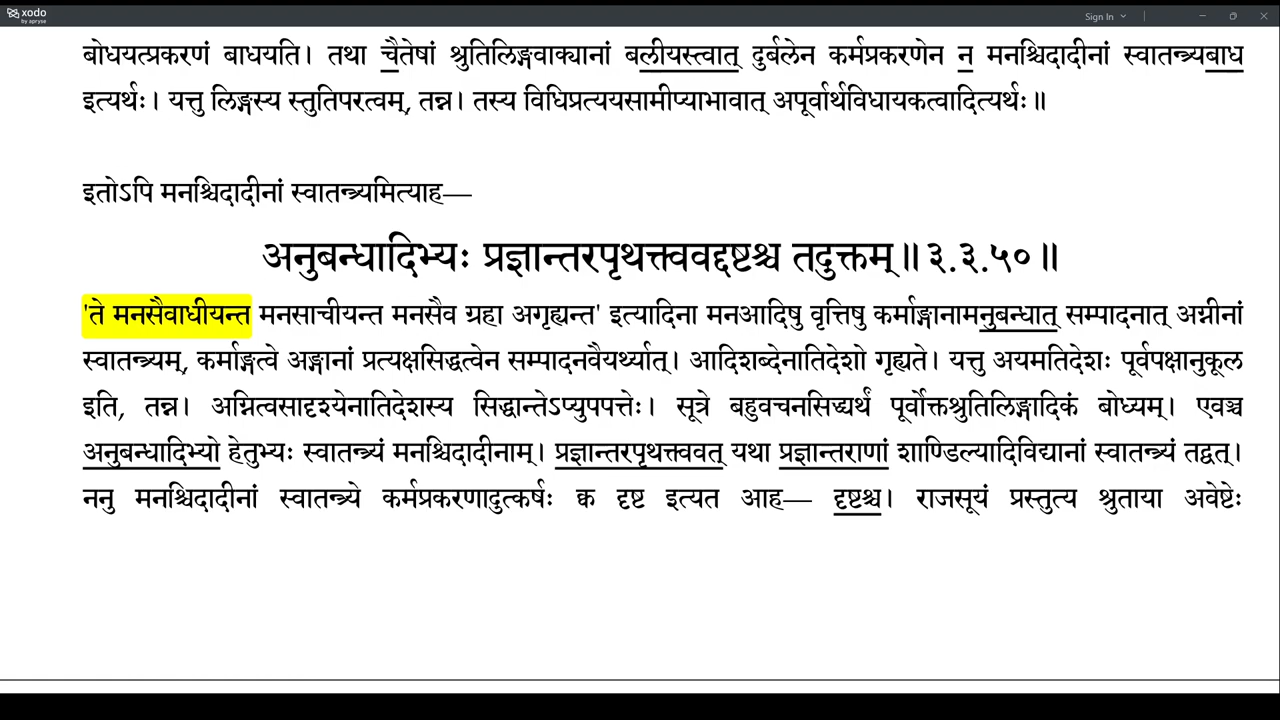 xodo
by apryse
Sign In
बोधयत्प्रकरणं बाधयति। तथा चैतेषां श्रुतिलिङ्गवाक्यानां बलीयस्त्वात् दुर्बलेन कर्मप्रकरणेन न मनश्चिदादीनां स्वातन्त्र्यबाध
इत्यर्थः। यत्तु लिङ्गस्य स्तुतिपरत्वम्, तन्न। तस्य विधिप्रत्ययसामीप्याभावात् अपूर्वार्थविधायकत्वादित्यर्थः॥
इतोऽपि मनश्चिदादीनां स्वातन्त्र्यमित्याह—
अनुबन्धादिभ्यः प्रज्ञान्तरपृथक्त्ववद्दृष्टश्च तदुक्तम्॥३.३.५०॥
'ते मनसैवाधीयन्त मनसाचीयन्त मनसैव ग्रहा अगृह्यन्त' इत्यादिना मनआदिषु वृत्तिषु कर्माङ्गानामनुबन्धात् सम्पादनात् अग्नीनां
स्वातन्त्र्यम्, कर्माङ्गत्वे अङ्गानां प्रत्यक्षसिद्धत्वेन सम्पादनवैयर्थ्यात्। आदिशब्देनातिदेशो गृह्यते। यत्तु अयमतिदेशः पूर्वपक्षानुकूल
इति, तन्न। अग्नित्वसादृश्येनातिदेशस्य सिद्धान्तेऽप्युपपत्तेः। सूत्रे बहुवचनसिद्ध्यर्थं पूर्वोक्तश्रुतिलिङ्गादिकं बोध्यम्। एवञ्च
अनुबन्धादिभ्यो हेतुभ्यः स्वातन्त्र्यं मनश्चिदादीनाम्। प्रज्ञान्तरपृथक्त्ववत् यथा प्रज्ञान्तराणां शाण्डिल्यादिविद्यानां स्वातन्त्र्यं तद्वत्।
ननु मनश्चिदादीनां स्वातन्त्र्ये कर्मप्रकरणादुत्कर्षः क्व दृष्ट इत्यत आह— दृष्टश्च। राजसूयं प्रस्तुत्य श्रुताया अवेष्टेः